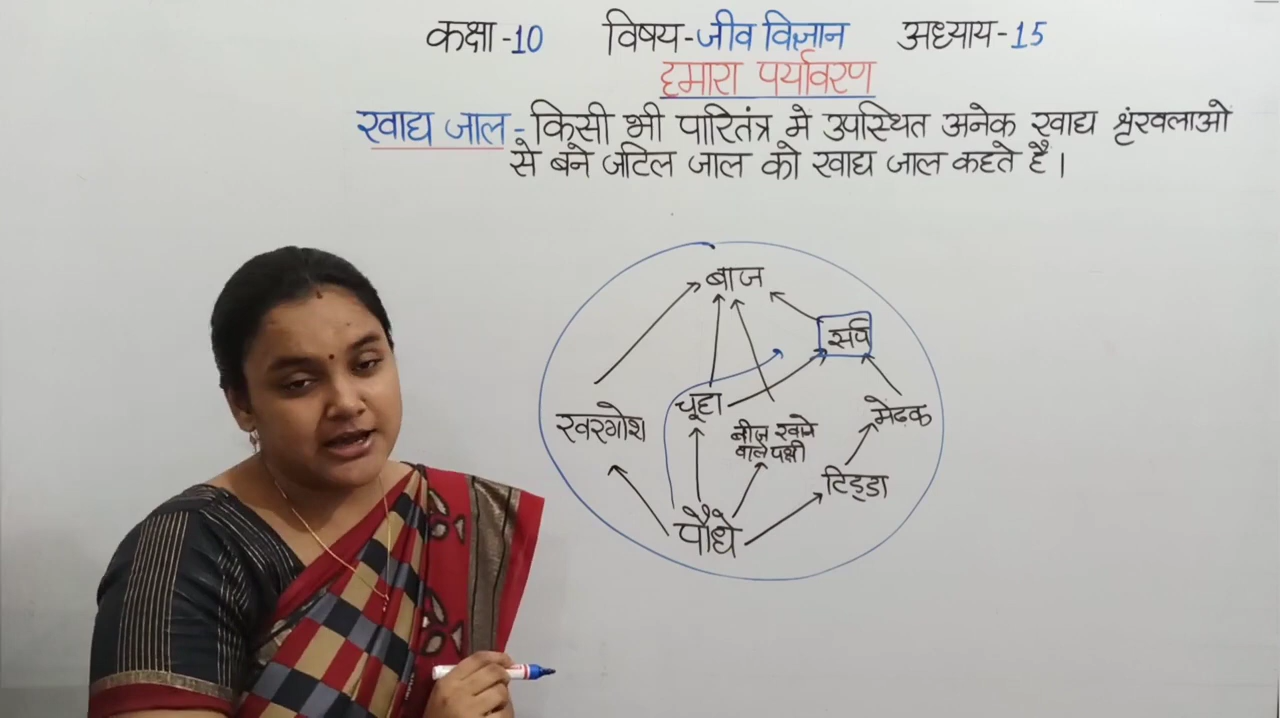 कक्षा-10 विषय-जीव विज्ञान अध्याय-15
हमारा पर्यावरण
खाद्य जाल - किसी भी पारितंत्र मे उपस्थित अनेक खाद्य श्रृंखलाओ
से बने जटिल जाल को खाद्य जाल कहते है।
बाज
सर्प
चूहा
खरगोश
बीज खाने
वाले पक्षी
मेढक
टिड्डा
पौधे